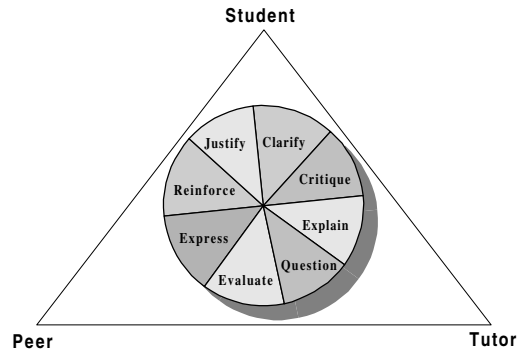 Student
Justify
Clarify
Reinforce
Critique
Express
Explain
Evaluate
Question
Peer
Tutor